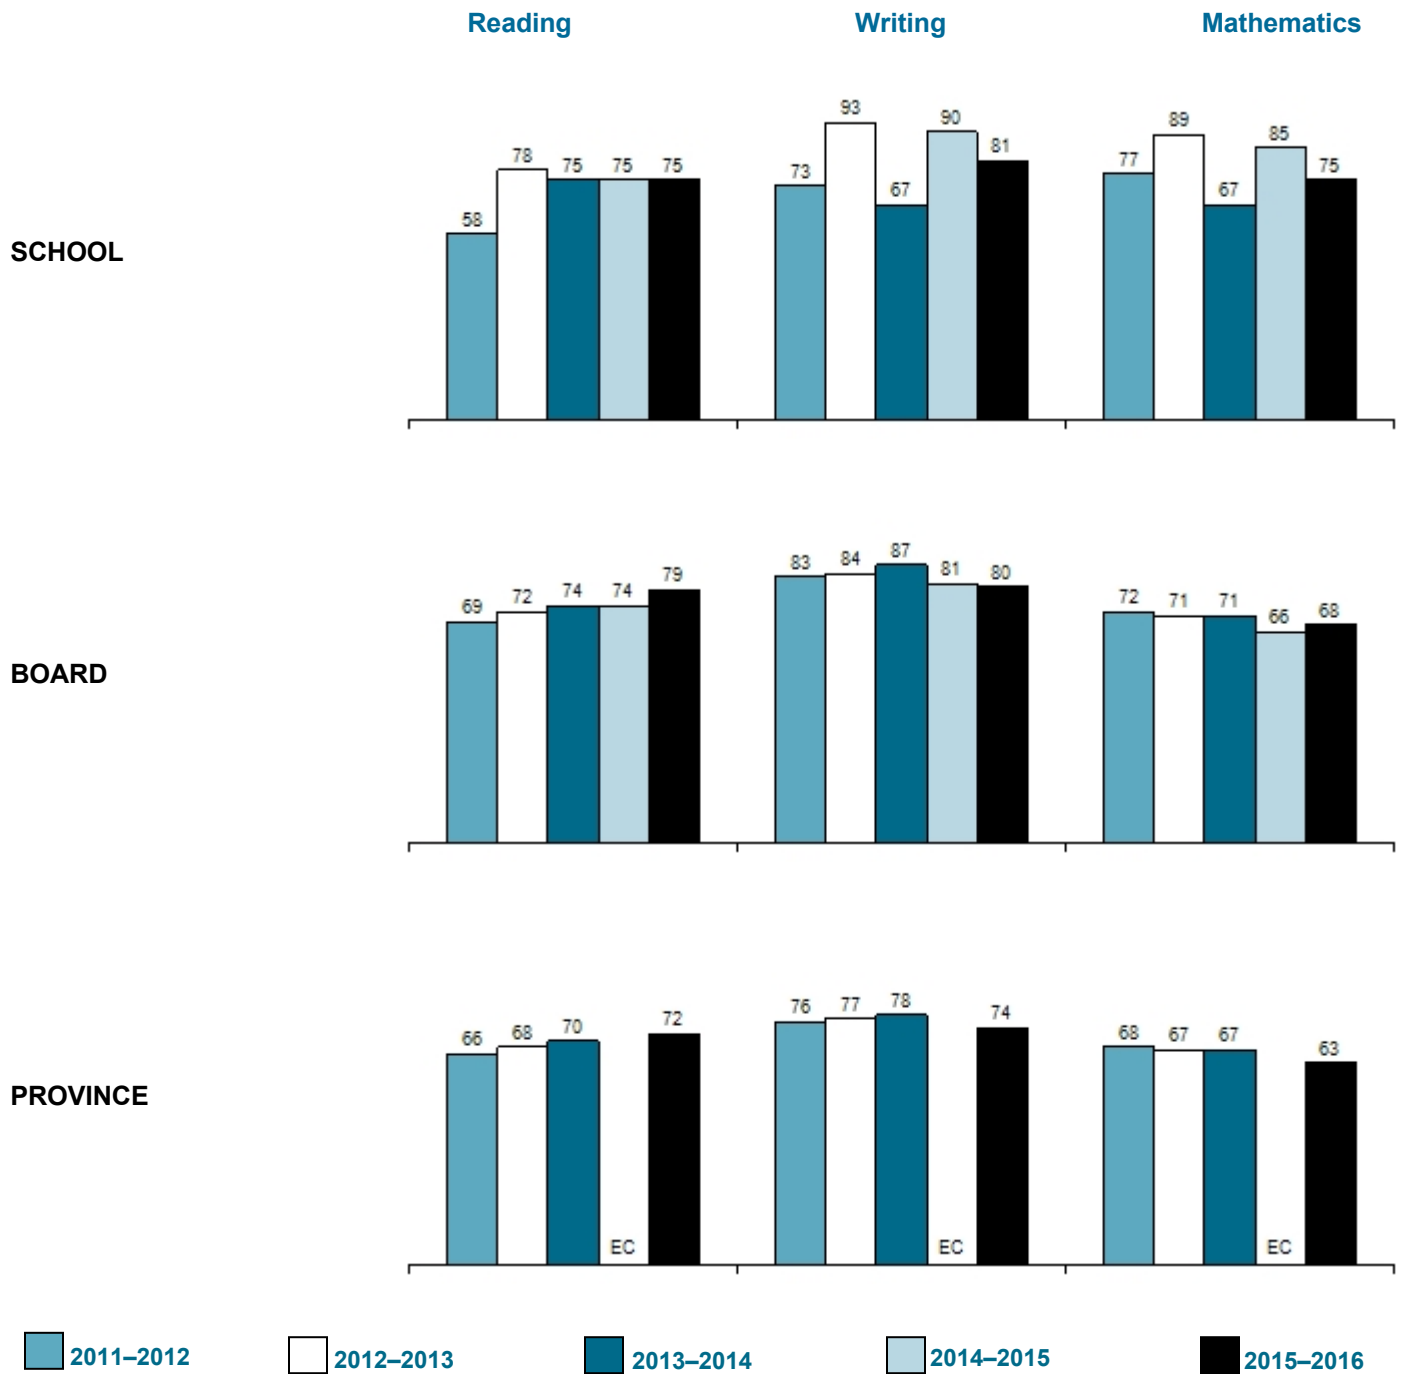 Reading Writing Mathematics
SCHOOL
58 78 75 75 75 73 93 67 90 81 77 89 67 85 75
BOARD
69 72 74 74 79 83 84 87 81 80 72 71 71 66 68
PROVINCE
66 68 70 EC 72 76 77 78 EC 74 68 67 67 EC 63
2011–2012 2012–2013 2013–2014 2014–2015 2015–2016